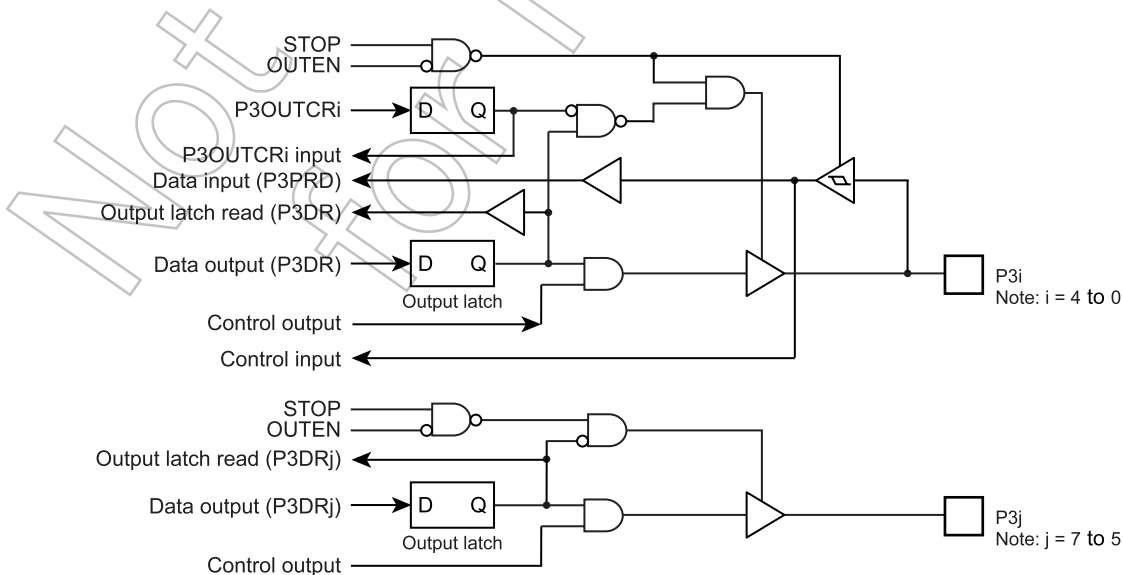 Not for
STOP
OUTEN
P3OUTCRi
D Q
P3OUTCRi input
Data input (P3PRD)
Output latch read (P3DR)
Data output (P3DR)
D Q
Output latch
Control output
Control input
P3i
Note: i = 4 to 0
STOP
OUTEN
Output latch read (P3DRj)
Data output (P3DRj)
D Q
Output latch
Control output
P3j
Note: j = 7 to 5